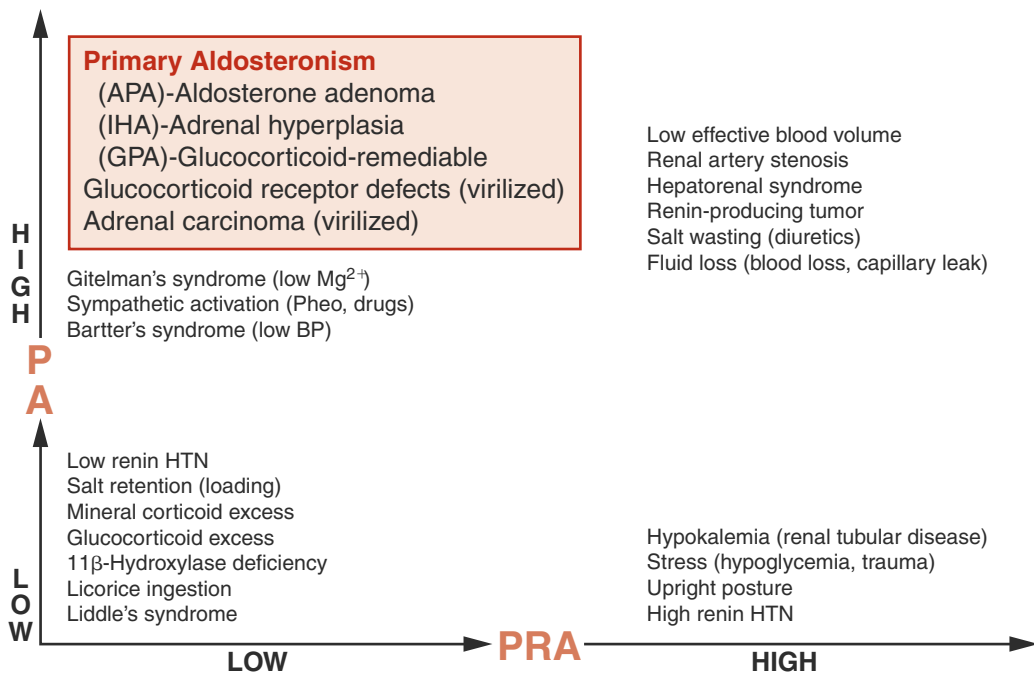 Primary Aldosteronism
(APA)-Aldosterone adenoma
(IHA)-Adrenal hyperplasia
(GPA)-Glucocorticoid-remediable
Glucocorticoid receptor defects (virilized)
Adrenal carcinoma (virilized)
Gitelman's syndrome (low Mg²⁺)
Sympathetic activation (Pheo, drugs)
Bartter's syndrome (low BP)
Low effective blood volume
Renal artery stenosis
Hepatorenal syndrome
Renin-producing tumor
Salt wasting (diuretics)
Fluid loss (blood loss, capillary leak)
HIGH
PA
LOW
Low renin HTN
Salt retention (loading)
Mineral corticoid excess
Glucocorticoid excess
11β-Hydroxylase deficiency
Licorice ingestion
Liddle's syndrome
Hypokalemia (renal tubular disease)
Stress (hypoglycemia, trauma)
Upright posture
High renin HTN
LOW
PRA
HIGH